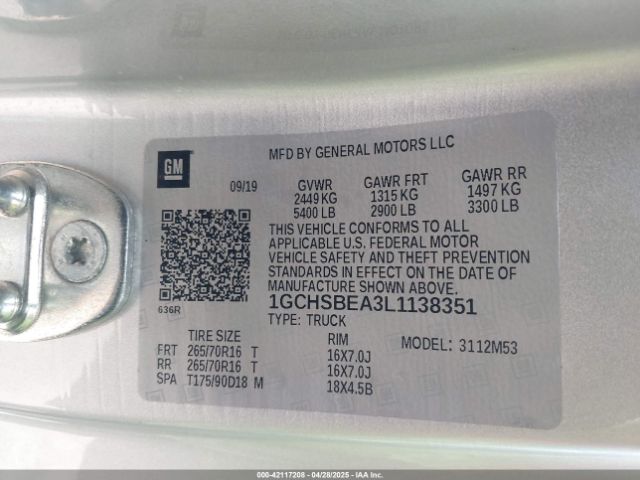 GM
MFD BY GENERAL MOTORS LLC
09/19 GVWR GAWR FRT GAWR RR
2449 KG 1315 KG 1497 KG
5400 LB 2900 LB 3300 LB
THIS VEHICLE CONFORMS TO ALL
APPLICABLE U.S. FEDERAL MOTOR
VEHICLE SAFETY AND THEFT PREVENTION
STANDARDS IN EFFECT ON THE DATE OF
MANUFACTURE SHOWN ABOVE.
1GCHSBEA3L1138351
636R TYPE: TRUCK
TIRE SIZE RIM MODEL: 3112M53
FRT 265/70R16 T 16X7.0J
RR 265/70R16 T 16X7.0J
SPA T175/90D18 M 18X4.5B
000-42117208 - 04/28/2025 - IAAI.COM